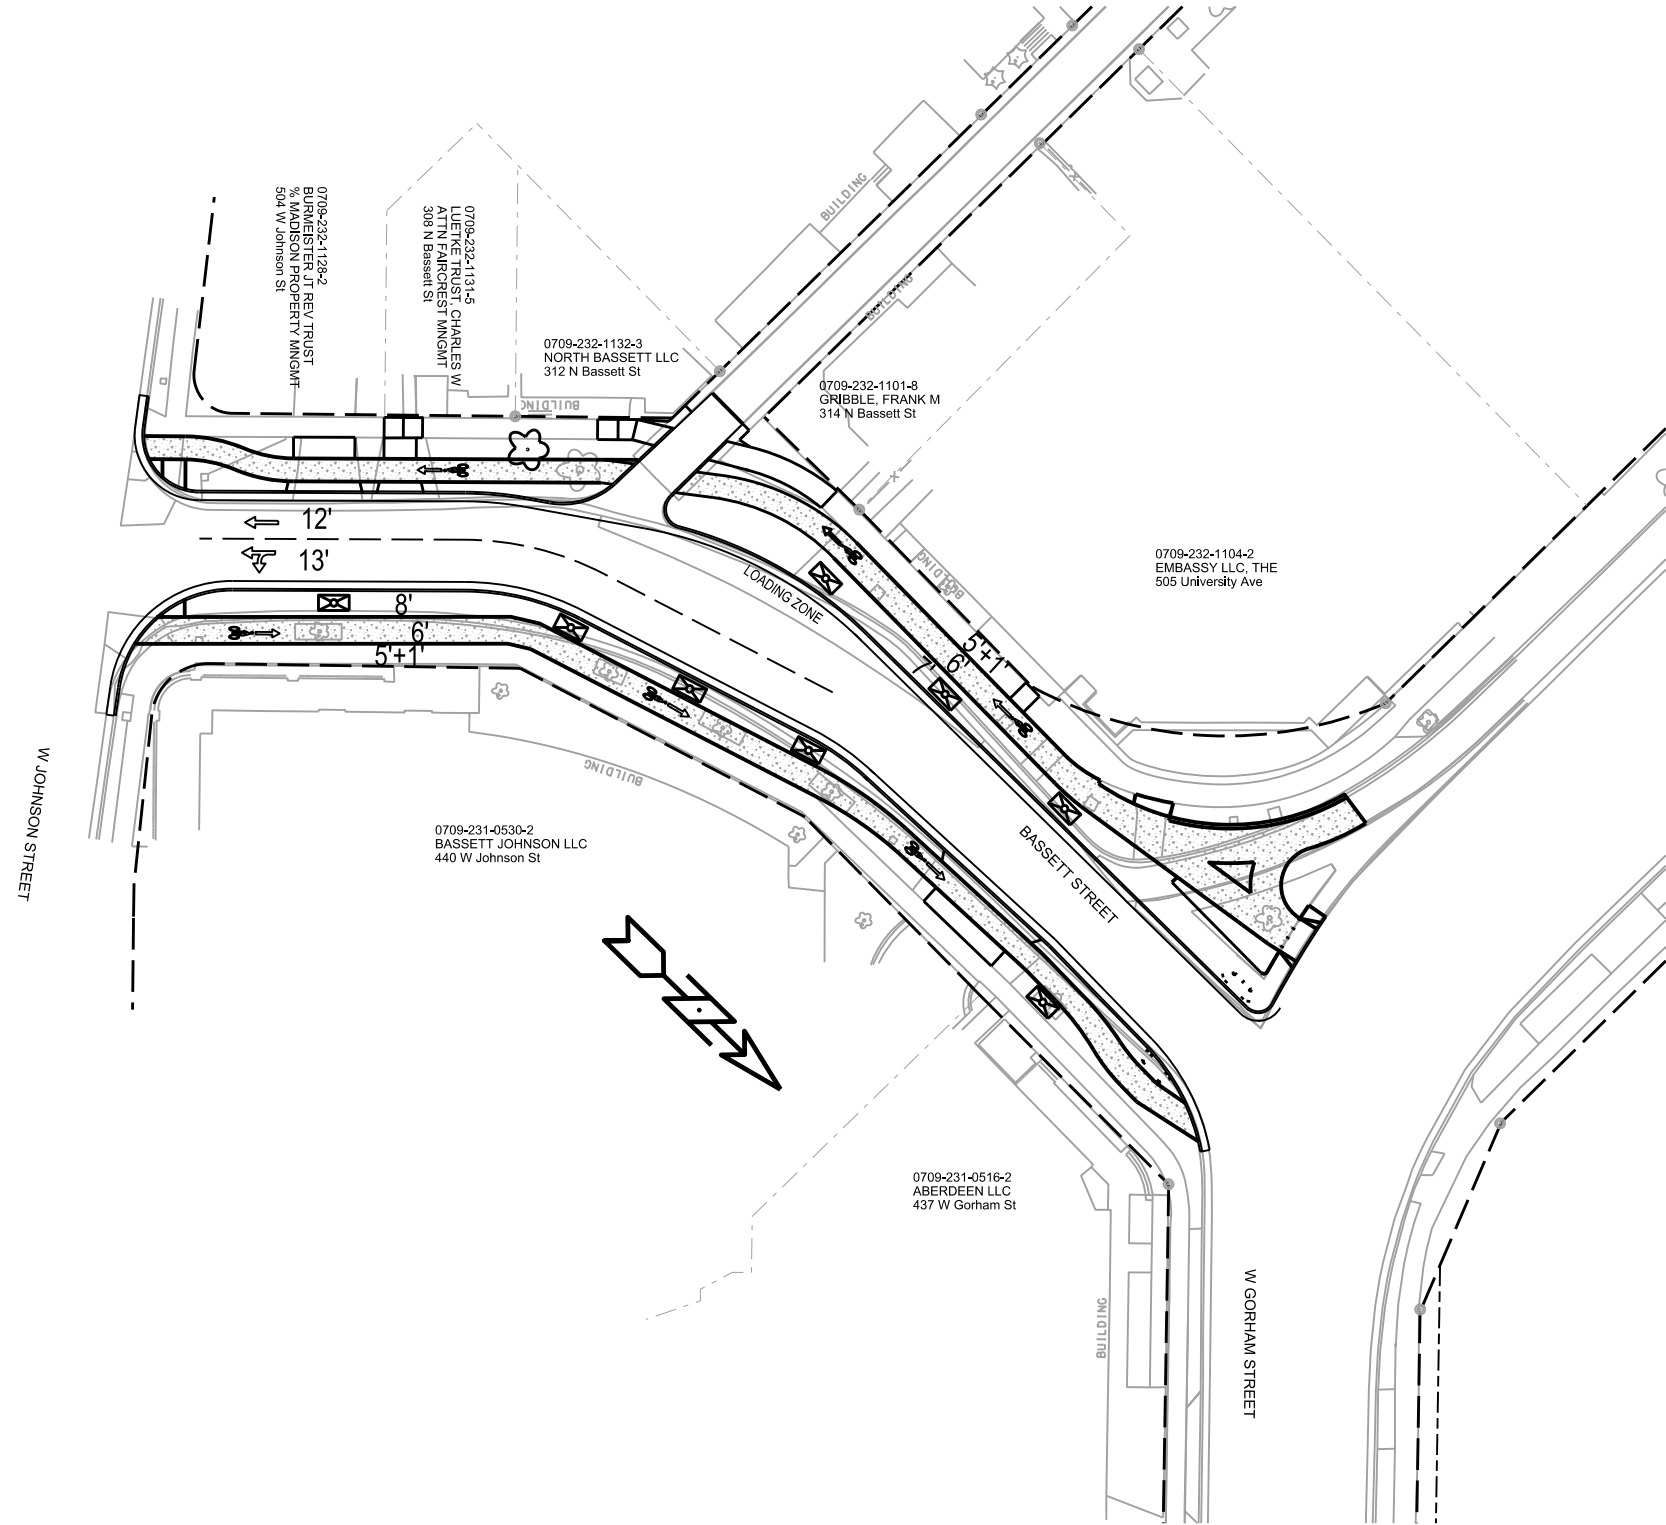 BUILDING
0709-232-1128-2
BURMEISTER JT REV TRUST
% MADISON PROPERTY MNGMT
504 W Johnson St
0709-232-1131-5
LUETKE TRUST, CHARLES W
ATTN FAIRCREST MNGMT
308 N Bassett St
BUILDING
0709-232-1132-3
NORTH BASSETT LLC
312 N Bassett St
0709-232-1101-8
GRIBBLE, FRANK M
314 N Bassett St
BUILDING
12'
13'
0709-232-1104-2
EMBASSY LLC, THE
505 University Ave
LOADING ZONE
BUILDING
8'
6'
5'+1'
5'+1'
6'
7'
BUILDING
W JOHNSON STREET
0709-231-0530-2
BASSETT JOHNSON LLC
440 W Johnson St
BASSETT STREET
0709-231-0516-2
ABERDEEN LLC
437 W Gorham St
BUILDING
W GORHAM STREET